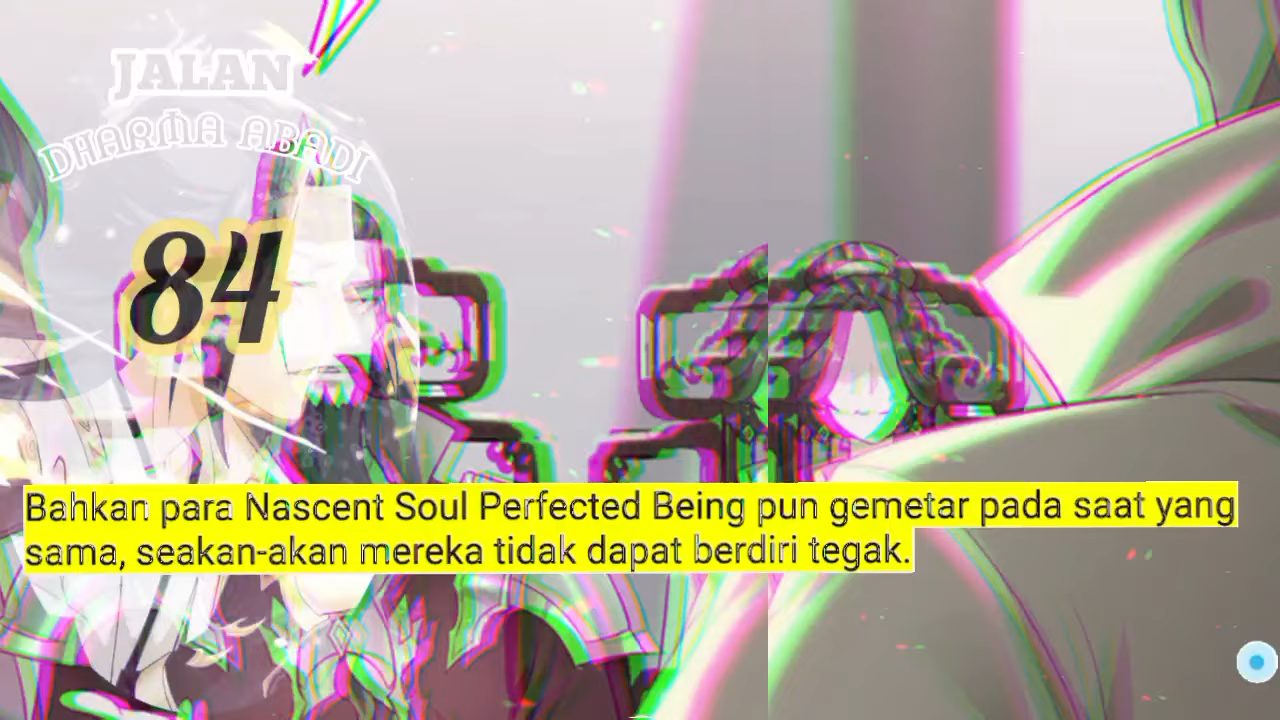 JALAN
DHARMA ABADI
84
Bahkan para Nascent Soul Perfected Being pun gemetar pada saat yang
sama, seakan-akan mereka tidak dapat berdiri tegak.